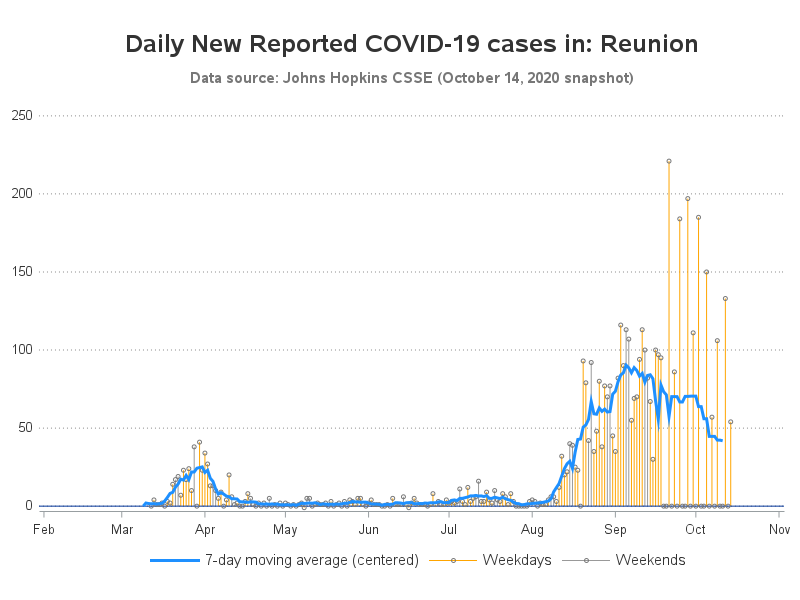 Daily New Reported COVID-19 cases in: Reunion
Data source: Johns Hopkins CSSE (October 14, 2020 snapshot)
250
200
150
100
50
0
Feb Mar Apr May Jun Jul Aug Sep Oct Nov
7-day moving average (centered) Weekdays Weekends